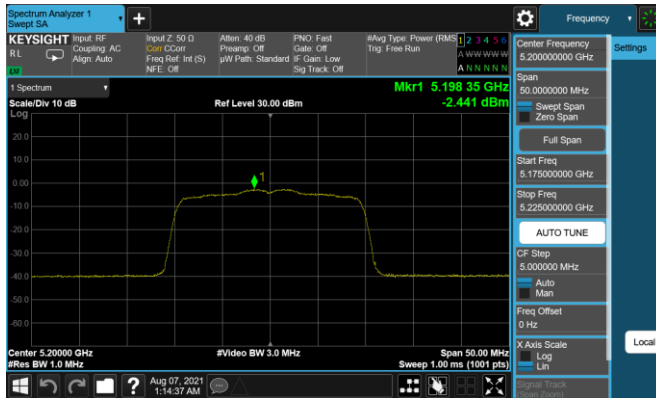 Spectrum Analyzer 1
Swept SA
+
Frequency
KEYSIGHT
RL
Input: RF
Coupling: AC
Align: Auto
Input Z: 50 Ω
Corr CCorr
Freq Ref: Int (S)
NFE: Off
Atten: 40 dB
Preamp: Off
µW Path: Standard
PNO: Fast
Gate: Off
IF Gain: Low
Sig Track: Off
#Avg Type: Power (RMS
Trig: Free Run
1 2 3 4 5 6
A W W W W W
A N N N N N
1 Spectrum
Scale/Div 10 dB
Log
Ref Level 30.00 dBm
Mkr1 5.198 35 GHz
-2.441 dBm
20.0
10.0
0.00
-10.0
-20.0
-30.0
-40.0
-50.0
-60.0
1
Center 5.20000 GHz
#Res BW 1.0 MHz
#Video BW 3.0 MHz
Span 50.00 MHz
Sweep 1.00 ms (1001 pts)
?
Aug 07, 2021
1:14:37 AM
Center Frequency
5.200000000 GHz
Span
50.0000000 MHz
Swept Span
Zero Span
Full Span
Start Freq
5.175000000 GHz
Stop Freq
5.225000000 GHz
AUTO TUNE
CF Step
5.000000 MHz
Auto
Man
Freq Offset
0 Hz
X Axis Scale
Log
Lin
Signal Track
(Span Zoom)
Settings
Local